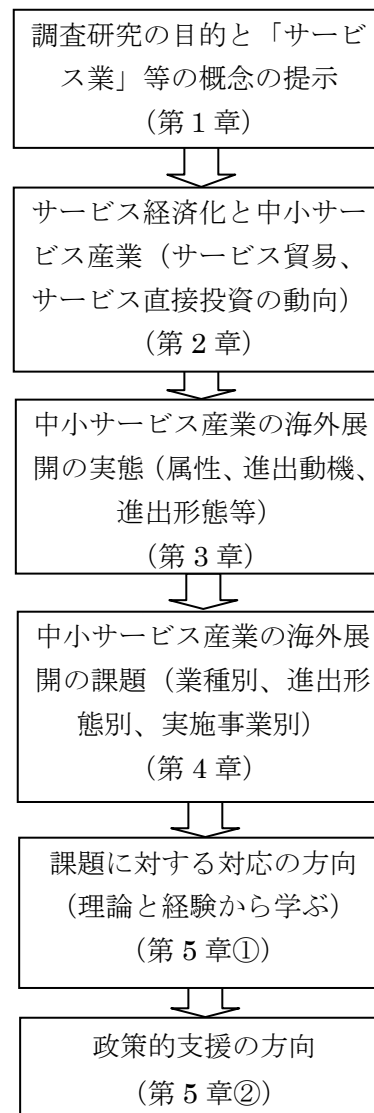 調査研究の目的と「サービ
ス業」等の概念の提示
（第 1 章）
サービス経済化と中小サー
ビス産業（サービス貿易、
サービス直接投資の動向）
（第 2 章）
中小サービス産業の海外展
開の実態（属性、進出動機、
進出形態等）
（第 3 章）
中小サービス産業の海外展
開の課題（業種別、進出形
態別、実施事業別）
（第 4 章）
課題に対する対応の方向
（理論と経験から学ぶ）
（第 5 章①）
政策的支援の方向
（第 5 章②）